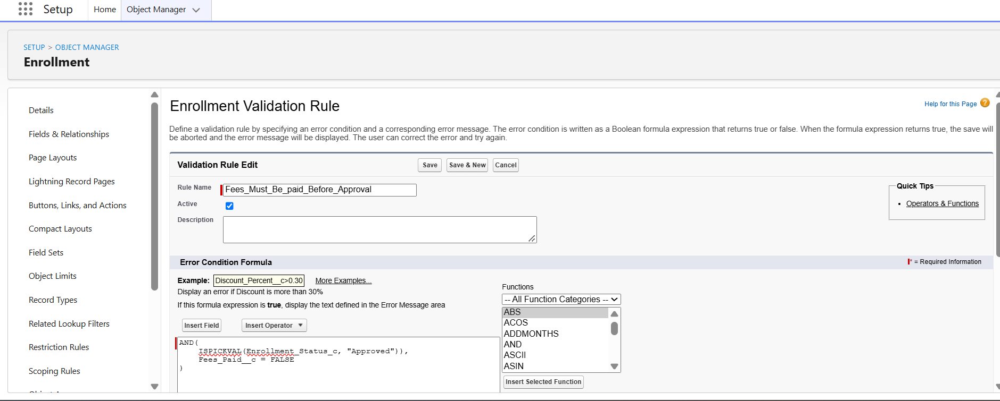 Setup Home Object Manager
SETUP > OBJECT MANAGER
Enrollment
Details
Fields & Relationships
Page Layouts
Lightning Record Pages
Buttons, Links, and Actions
Compact Layouts
Field Sets
Object Limits
Record Types
Related Lookup Filters
Restriction Rules
Scoping Rules
Enrollment Validation Rule
Help for this Page ?
Define a validation rule by specifying an error condition and a corresponding error message. The error condition is written as a Boolean formula expression that returns true or false. When the formula expression returns true, the save will
be aborted and the error message will be displayed. The user can correct the error and try again.
Validation Rule Edit Save Save & New Cancel
Rule Name Fees_Must_Be_paid_Before_Approval
Active
Description
Quick Tips
• Operators & Functions
Error Condition Formula
* = Required Information
Example: Discount_Percent__c>0.30 More Examples...
Display an error if Discount is more than 30%
If this formula expression is true, display the text defined in the Error Message area
Insert Field Insert Operator
AND(
ISPICKVAL(Enrollment_Status_c, "Approved")),
Fees_Paid__c = FALSE
)
Functions
-- All Function Categories --
ABS
ACOS
ADDMONTHS
AND
ASCII
ASIN
Insert Selected Function